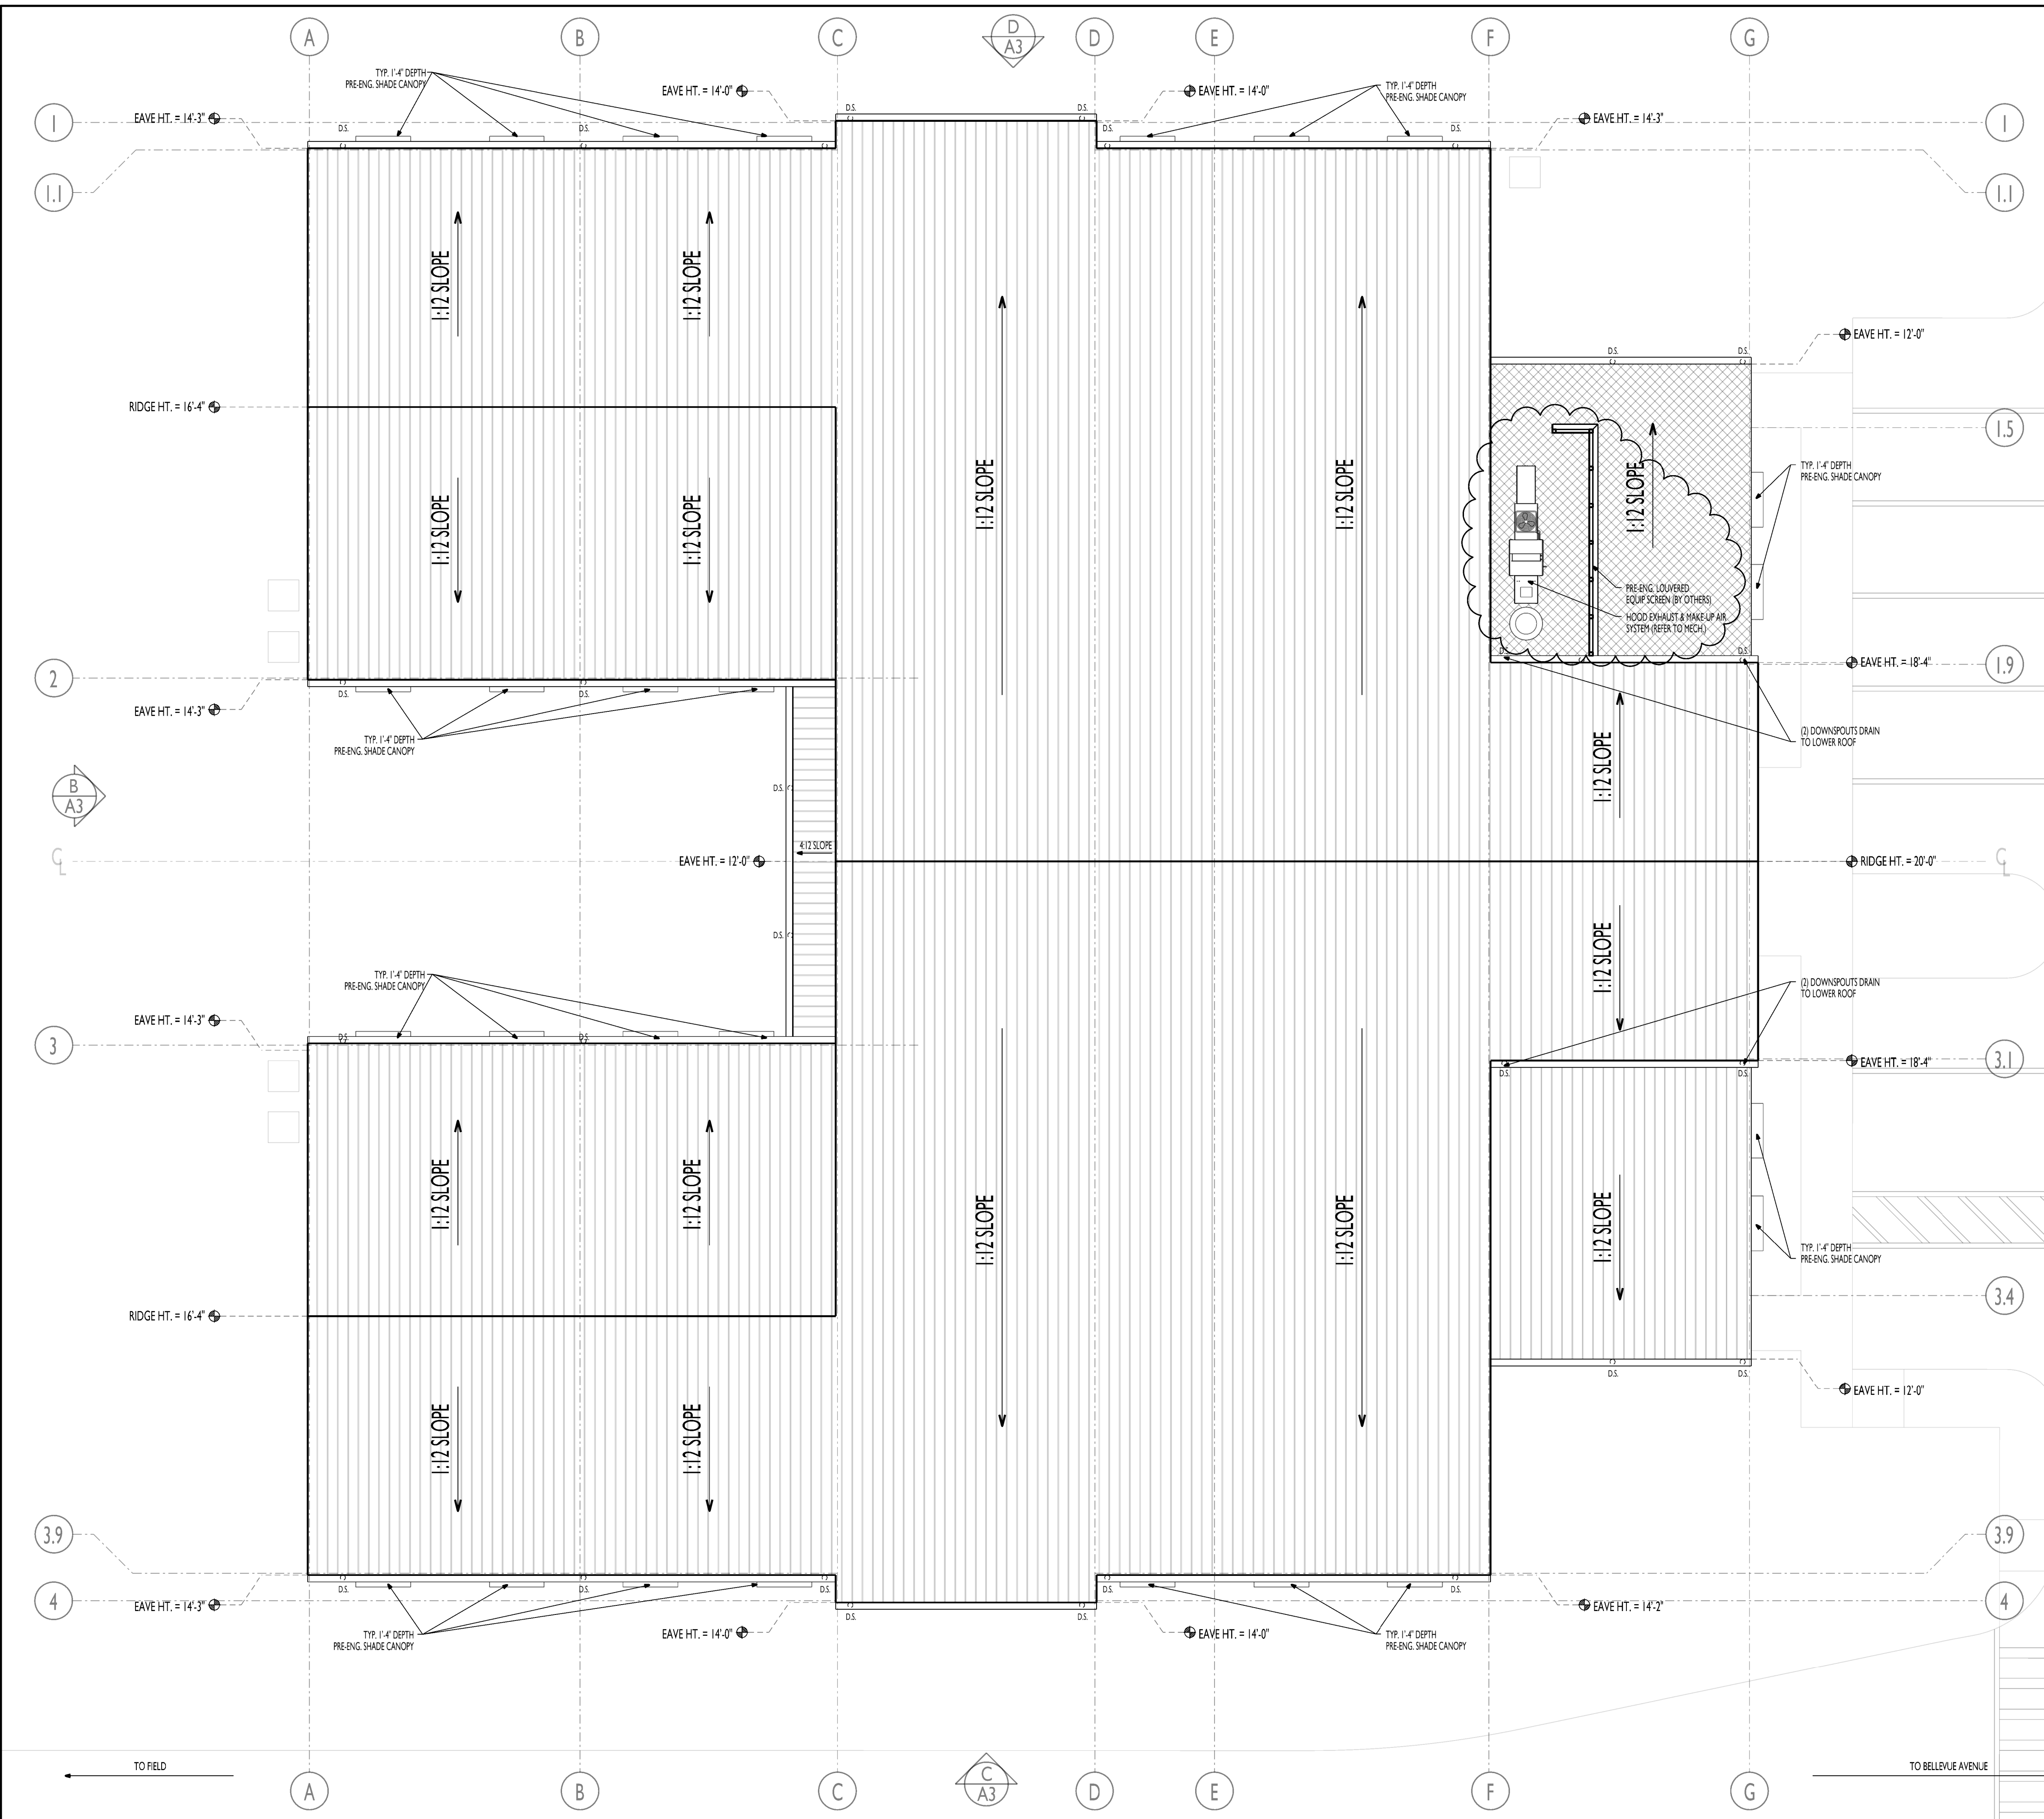 A B C D E F G
D
A3
TYP. 1'-4" DEPTH
PRE-ENG. SHADE CANOPY
EAVE HT. = 14'-0"
EAVE HT. = 14'-0"
TYP. 1'-4" DEPTH
PRE-ENG. SHADE CANOPY
1
EAVE HT. = 14'-3"
EAVE HT. = 14'-3"
1
D.S.
D.S.
D.S.
D.S.
D.S.
D.S.
D.S.
D.S.
1.1
1.1
1:12 SLOPE
1:12 SLOPE
EAVE HT. = 12'-0"
D.S.
D.S.
RIDGE HT. = 16'-4"
1.5
1:12 SLOPE
1:12 SLOPE
1:12 SLOPE
1:12 SLOPE
1:12 SLOPE
TYP. 1'-4" DEPTH
PRE-ENG. SHADE CANOPY
PRE-ENG. LOUVERED
EQUIP SCREEN (BY OTHERS)
HOOD EXHAUST & MAKE-UP AIR
SYSTEM (REFER TO MECH.)
D.S.
D.S.
2
EAVE HT. = 18'-4"
1.9
D.S.
D.S.
EAVE HT. = 14'-3"
TYP. 1'-4" DEPTH
PRE-ENG. SHADE CANOPY
(2) DOWNSPOUTS DRAIN
TO LOWER ROOF
1:12 SLOPE
B
A3
D.S.
4:12 SLOPE
CL
EAVE HT. = 12'-0"
RIDGE HT. = 20'-0"
CL
D.S.
1:12 SLOPE
TYP. 1'-4" DEPTH
PRE-ENG. SHADE CANOPY
(2) DOWNSPOUTS DRAIN
TO LOWER ROOF
EAVE HT. = 14'-3"
3
D.S.
D.S.
EAVE HT. = 18'-4"
3.1
D.S.
D.S.
1:12 SLOPE
1:12 SLOPE
1:12 SLOPE
1:12 SLOPE
1:12 SLOPE
TYP. 1'-4" DEPTH
PRE-ENG. SHADE CANOPY
3.4
RIDGE HT. = 16'-4"
D.S.
D.S.
EAVE HT. = 12'-0"
1:12 SLOPE
1:12 SLOPE
3.9
3.9
D.S.
D.S.
D.S.
D.S.
D.S.
4
EAVE HT. = 14'-3"
EAVE HT. = 14'-2"
4
D.S.
D.S.
TYP. 1'-4" DEPTH
PRE-ENG. SHADE CANOPY
EAVE HT. = 14'-0"
EAVE HT. = 14'-0"
TYP. 1'-4" DEPTH
PRE-ENG. SHADE CANOPY
TO FIELD
TO BELLEVUE AVENUE
C
A3
A B C D E F G